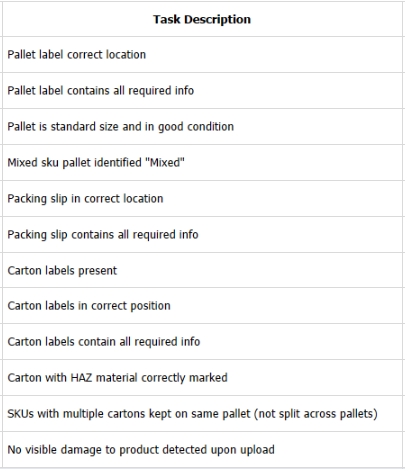 Task Description
Pallet label correct location
Pallet label contains all required info
Pallet is standard size and in good condition
Mixed sku pallet identified "Mixed"
Packing slip in correct location
Packing slip contains all required info
Carton labels present
Carton labels in correct position
Carton labels contain all required info
Carton with HAZ material correctly marked
SKUs with multiple cartons kept on same pallet (not split across pallets)
No visible damage to product detected upon upload